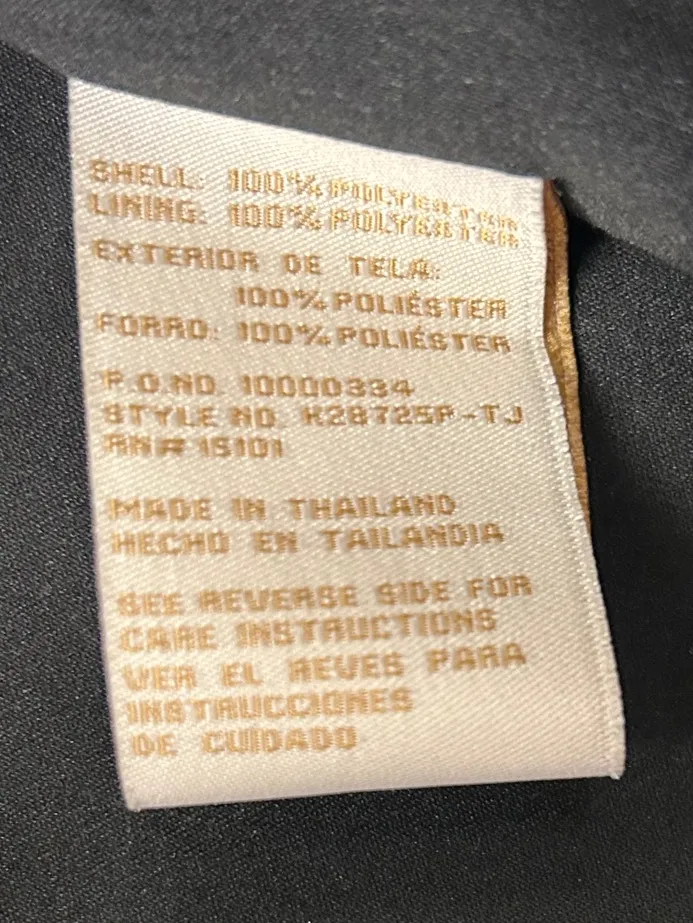 SHELL: 100% POLYESTER
LINING: 100% POLYESTER
EXTERIOR DE TELA:
100% POLIÉSTER
FORRO: 100% POLIÉSTER
P.O.NO. 10000334
STYLE NO. K28725P-TJ
RN# 15101
MADE IN THAILAND
HECHO EN TAILANDIA
SEE REVERSE SIDE FOR
CARE INSTRUCTIONS
VER EL REVES PARA
INSTRUCCIONES
DE CUIDADO